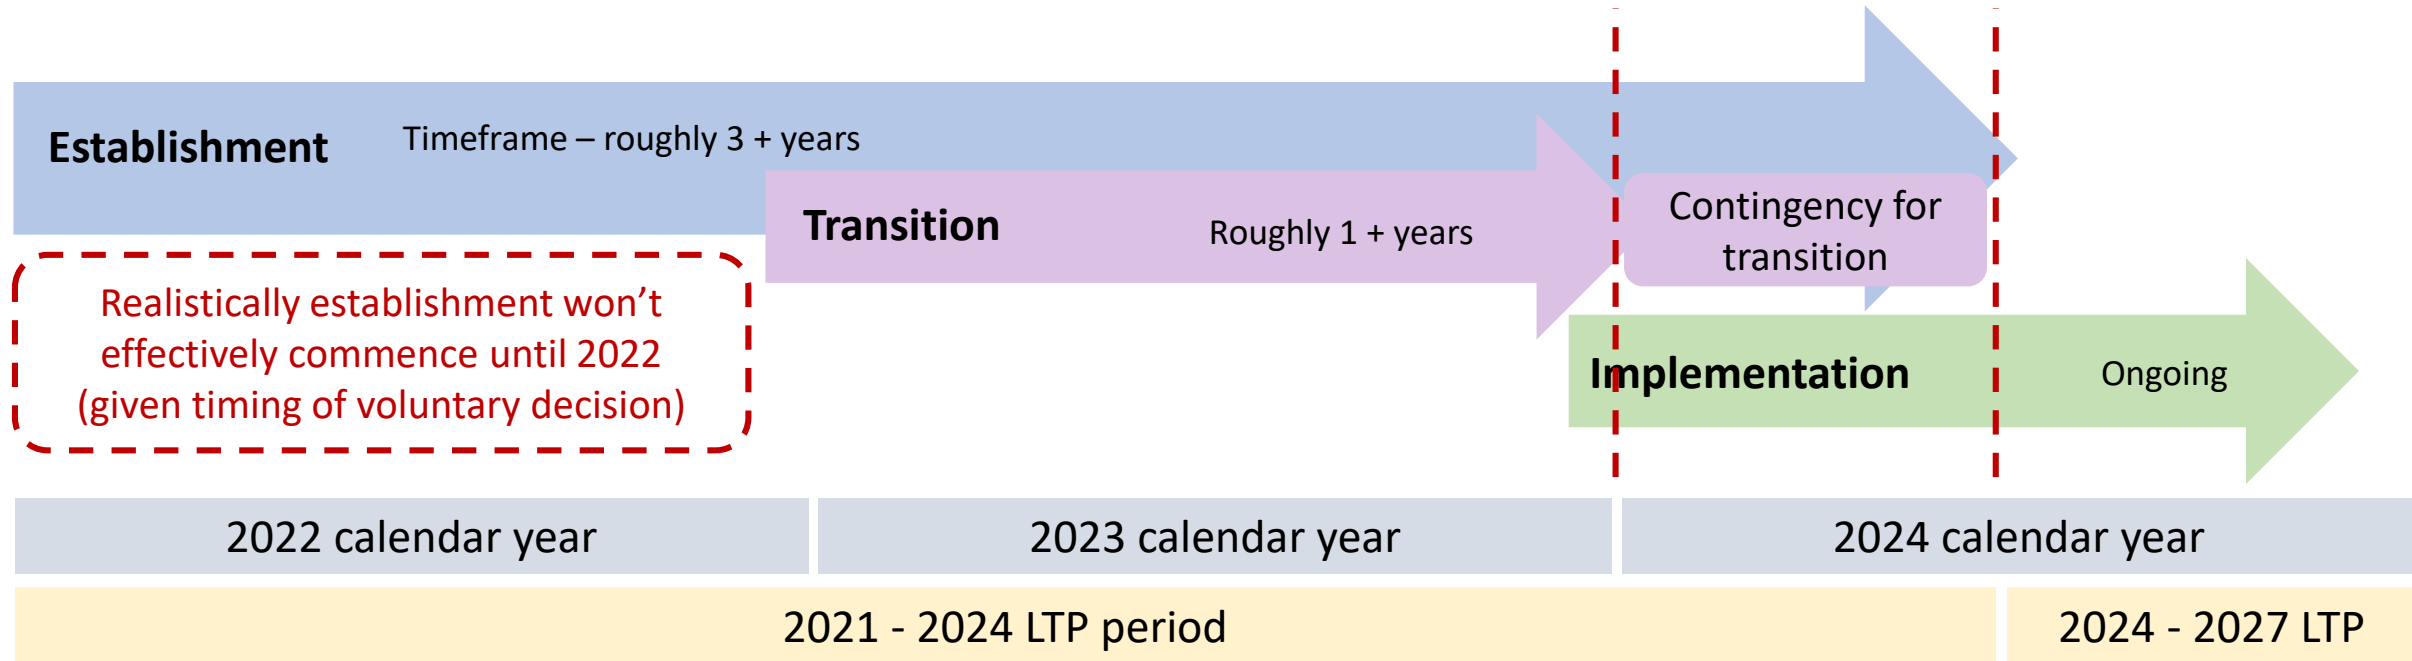 Establishment
Timeframe – roughly 3 + years
Transition
Roughly 1 + years
Contingency for
transition
Realistically establishment won’t
effectively commence until 2022
(given timing of voluntary decision)
Implementation
Ongoing
2022 calendar year
2023 calendar year
2024 calendar year
2021 - 2024 LTP period
2024 - 2027 LTP